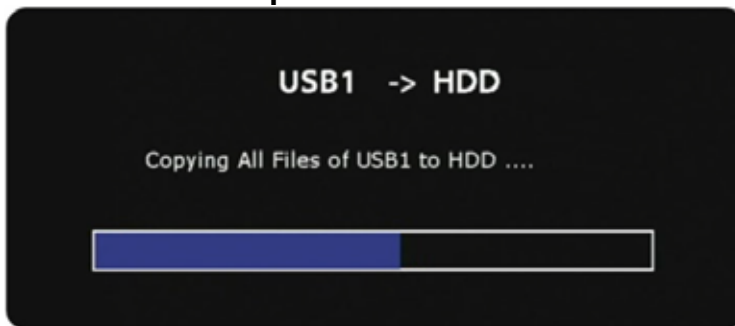 USB1 -> HDD
Copying All Files of USB1 to HDD ....